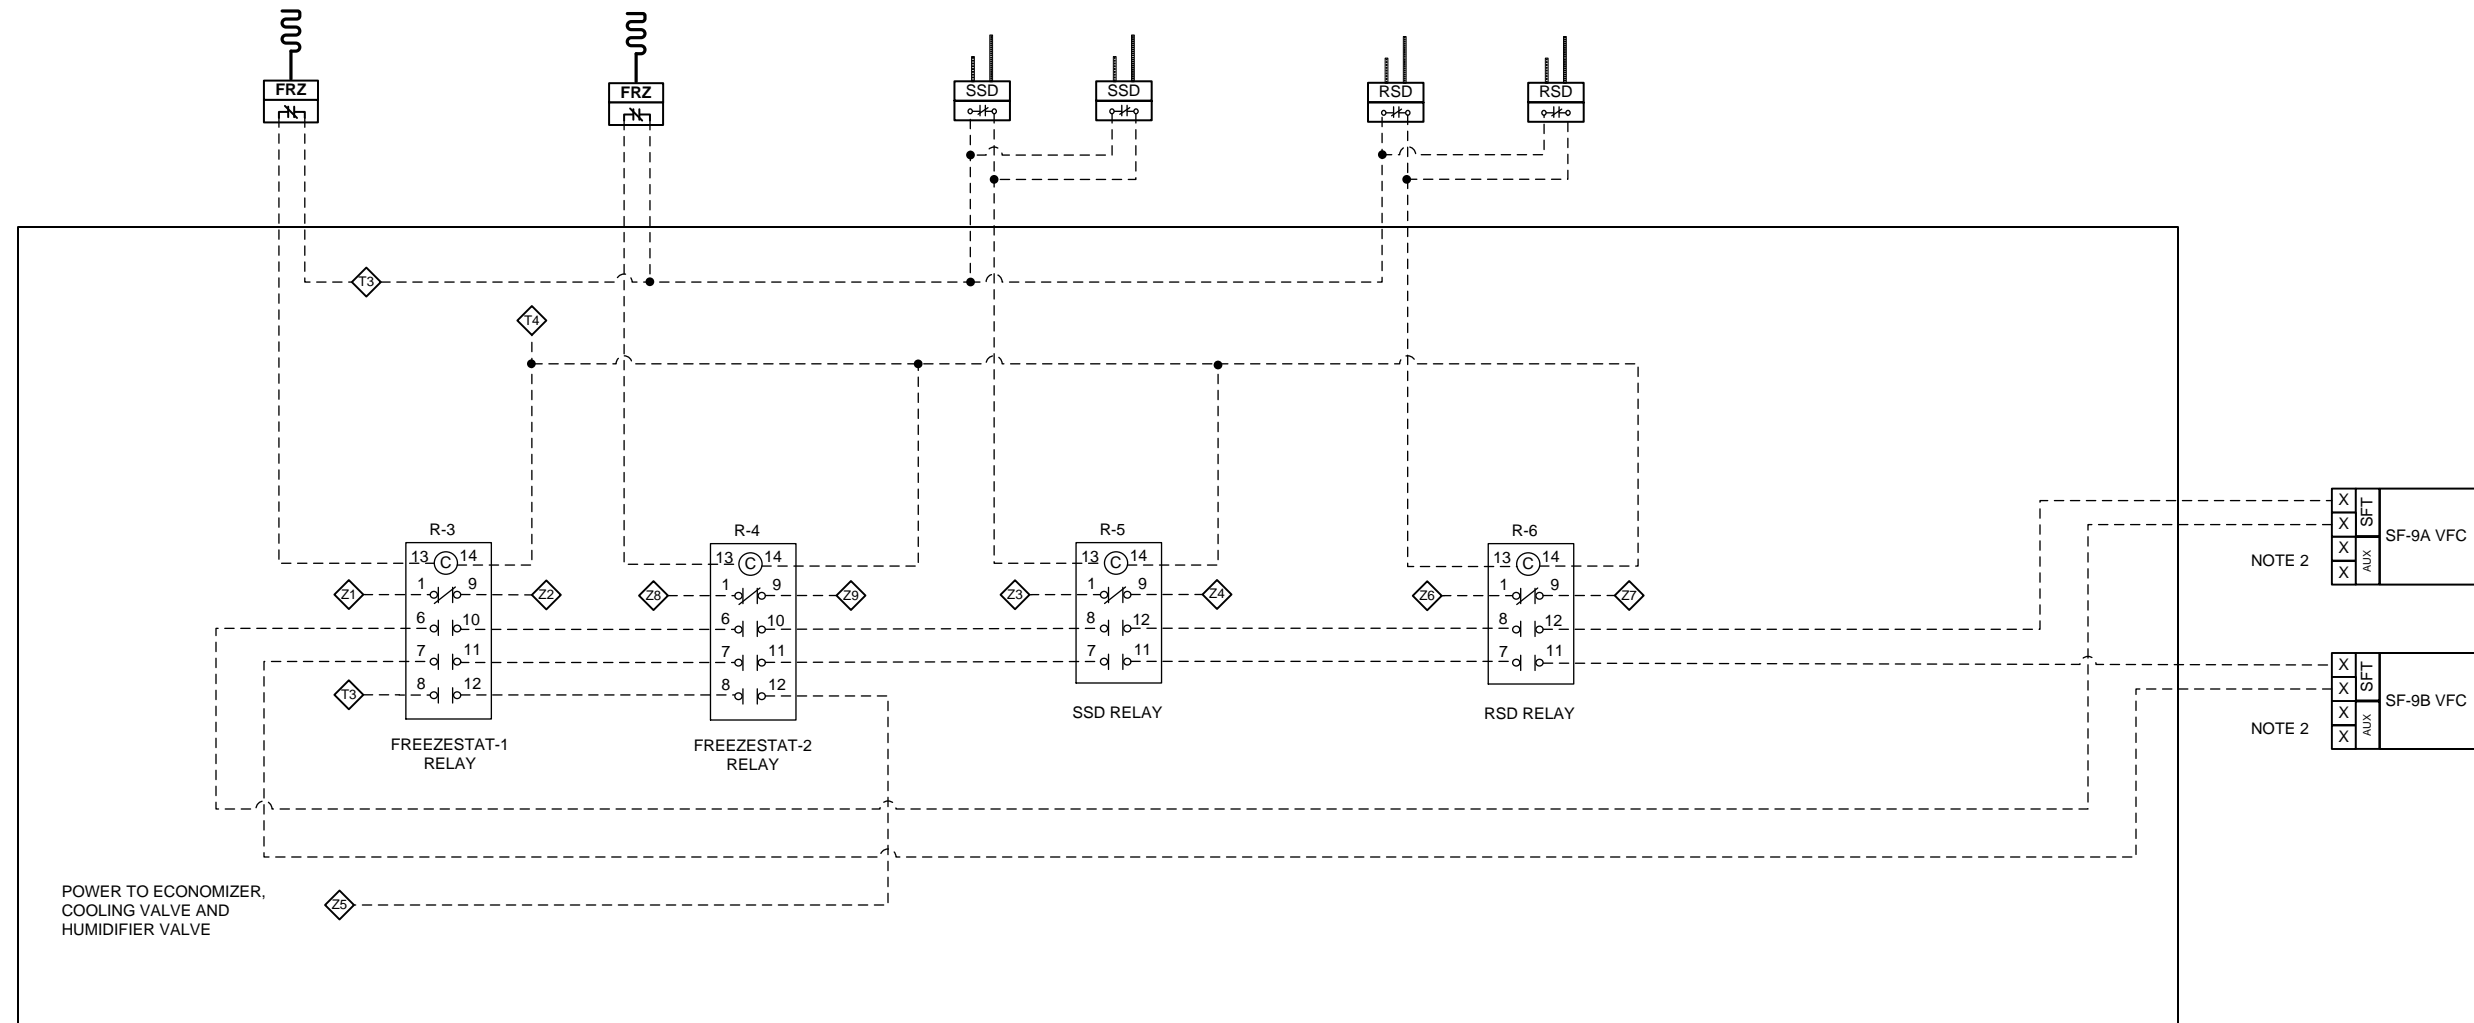 FRZ
FRZ
SSD
SSD
RSD
RSD
T3
T4
R-3
R-4
R-5
R-6
13 C 14
13 C 14
13 C 14
13 C 14
Z1 1 9 Z2
Z8 1 9 Z9
Z3 1 9 Z4
Z6 1 9 Z7
6 10
6 10
8 12
8 12
7 11
7 11
7 11
7 11
T3 8 12
8 12
FREEZESTAT-1
RELAY
FREEZESTAT-2
RELAY
SSD RELAY
RSD RELAY
NOTE 2
X
X
X
X
SFT
AUX
SF-9A VFC
NOTE 2
X
X
X
X
SFT
AUX
SF-9B VFC
POWER TO ECONOMIZER,
COOLING VALVE AND
HUMIDIFIER VALVE
Z5